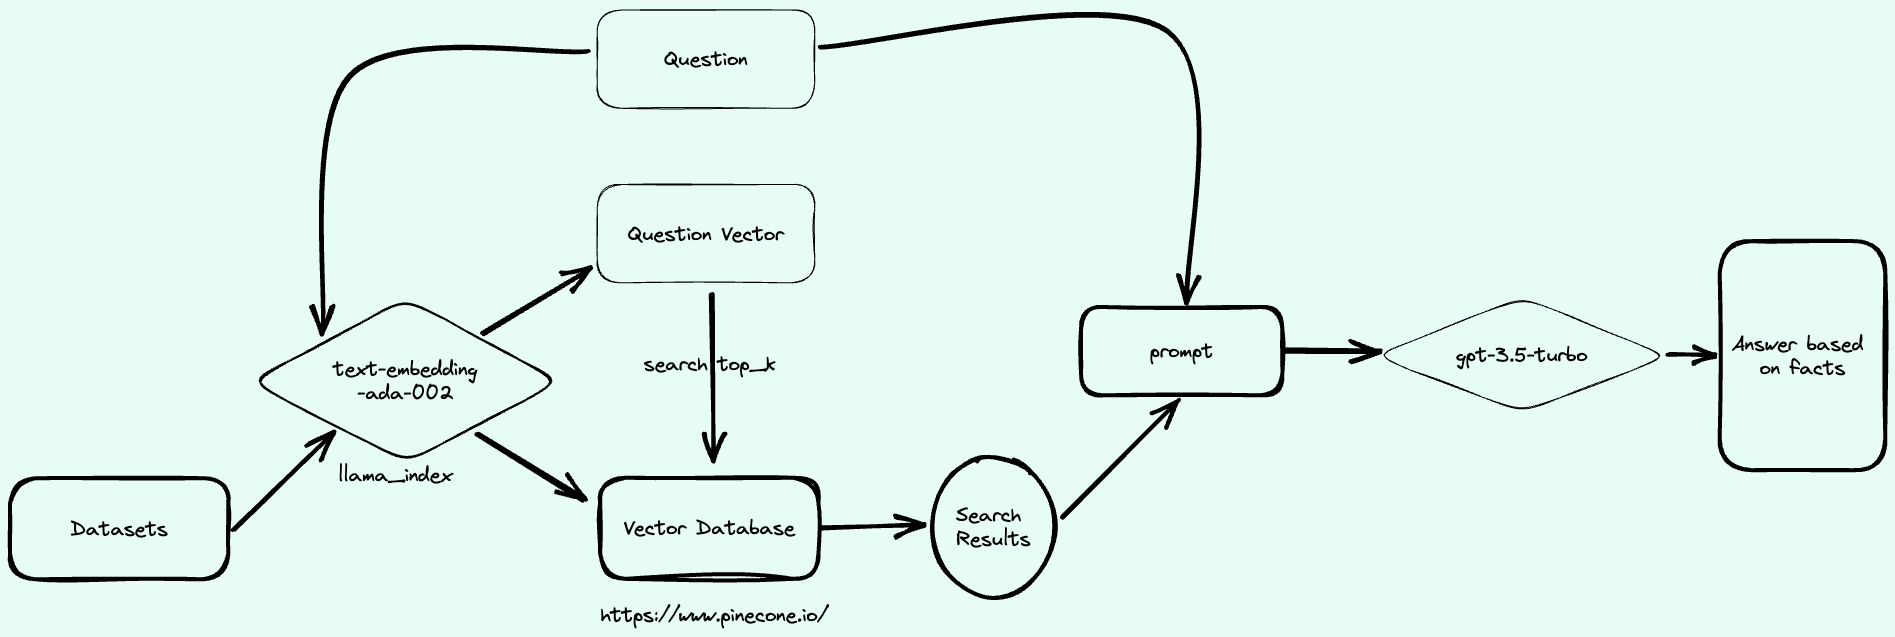 Question
Question Vector
search top_k
text-embedding
-ada-002
llama_index
Datasets
Vector Database
https://www.pinecone.io/
Search
Results
prompt
gpt-3.5-turbo
Answer based
on facts